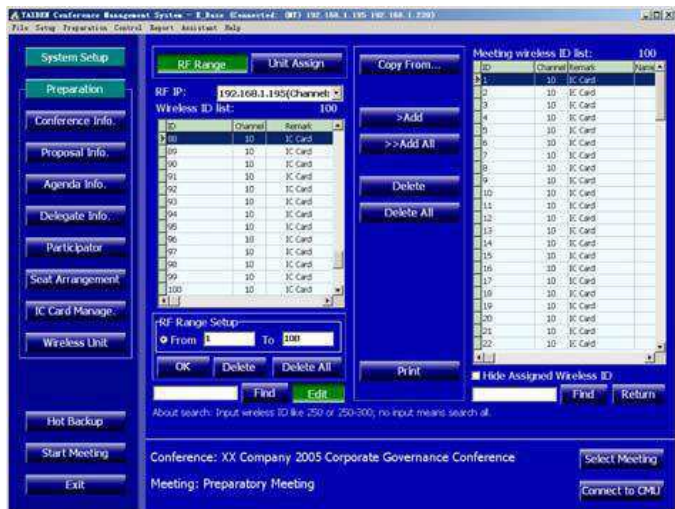 TAIDEN Conference Management System - E_Base (Connected: (MT) 192.168.1.195 192.168.1.220)
File Setup Preparation Control Report Assistant Help
System Setup
Preparation
Conference Info.
Proposal Info.
Agenda Info.
Delegate Info.
Participator
Seat Arrangement
IC Card Manage.
Wireless Unit
Hot Backup
Start Meeting
Exit
RF Range
Unit Assign
RF IP: 192.168.1.195(Channel:
Wireless ID list: 100
ID Channel Remark
88 10 IC Card
89 10 IC Card
90 10 IC Card
91 10 IC Card
92 10 IC Card
93 10 IC Card
94 10 IC Card
95 10 IC Card
96 10 IC Card
97 10 IC Card
98 10 IC Card
99 10 IC Card
100 10 IC Card
RF Range Setup
From 1 To 100
OK Delete Delete All
Find Edit
About search: Input wireless ID like 250 or 250-300; no input means search all.
Copy From...
>Add
>>Add All
Delete
Delete All
Print
Meeting wireless ID list: 100
ID Channel Remark Name
1 10 IC Card
2 10 IC Card
3 10 IC Card
4 10 IC Card
5 10 IC Card
6 10 IC Card
7 10 IC Card
8 10 IC Card
9 10 IC Card
10 10 IC Card
11 10 IC Card
12 10 IC Card
13 10 IC Card
14 10 IC Card
15 10 IC Card
16 10 IC Card
17 10 IC Card
18 10 IC Card
19 10 IC Card
20 10 IC Card
21 10 IC Card
22 10 IC Card
Hide Assigned Wireless ID
Find Return
Conference: XX Company 2005 Corporate Governance Conference
Meeting: Preparatory Meeting
Select Meeting
Connect to CMU